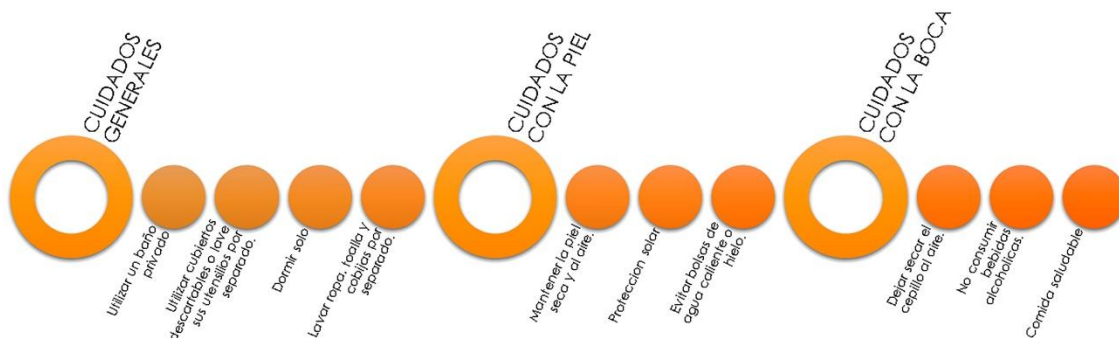 CUIDADOS
GENERALES
Utilizar un baño
privado
Utilizar cubiertos
descartables o lave
sus utensilios por
separado.
Dormir solo
Lavar ropa, toalla y
cobijas por
separado.
CUIDADOS
CON LA PIEL
Mantener la piel
seca y al aire.
Proteccion solar
Evitar bolsas de
agua caliente o
hielo.
CUIDADOS
CON LA BOCA
Dejar secar el
cepillo al aire.
No consumir
bebidas
alcoholicas.
Comida saludable